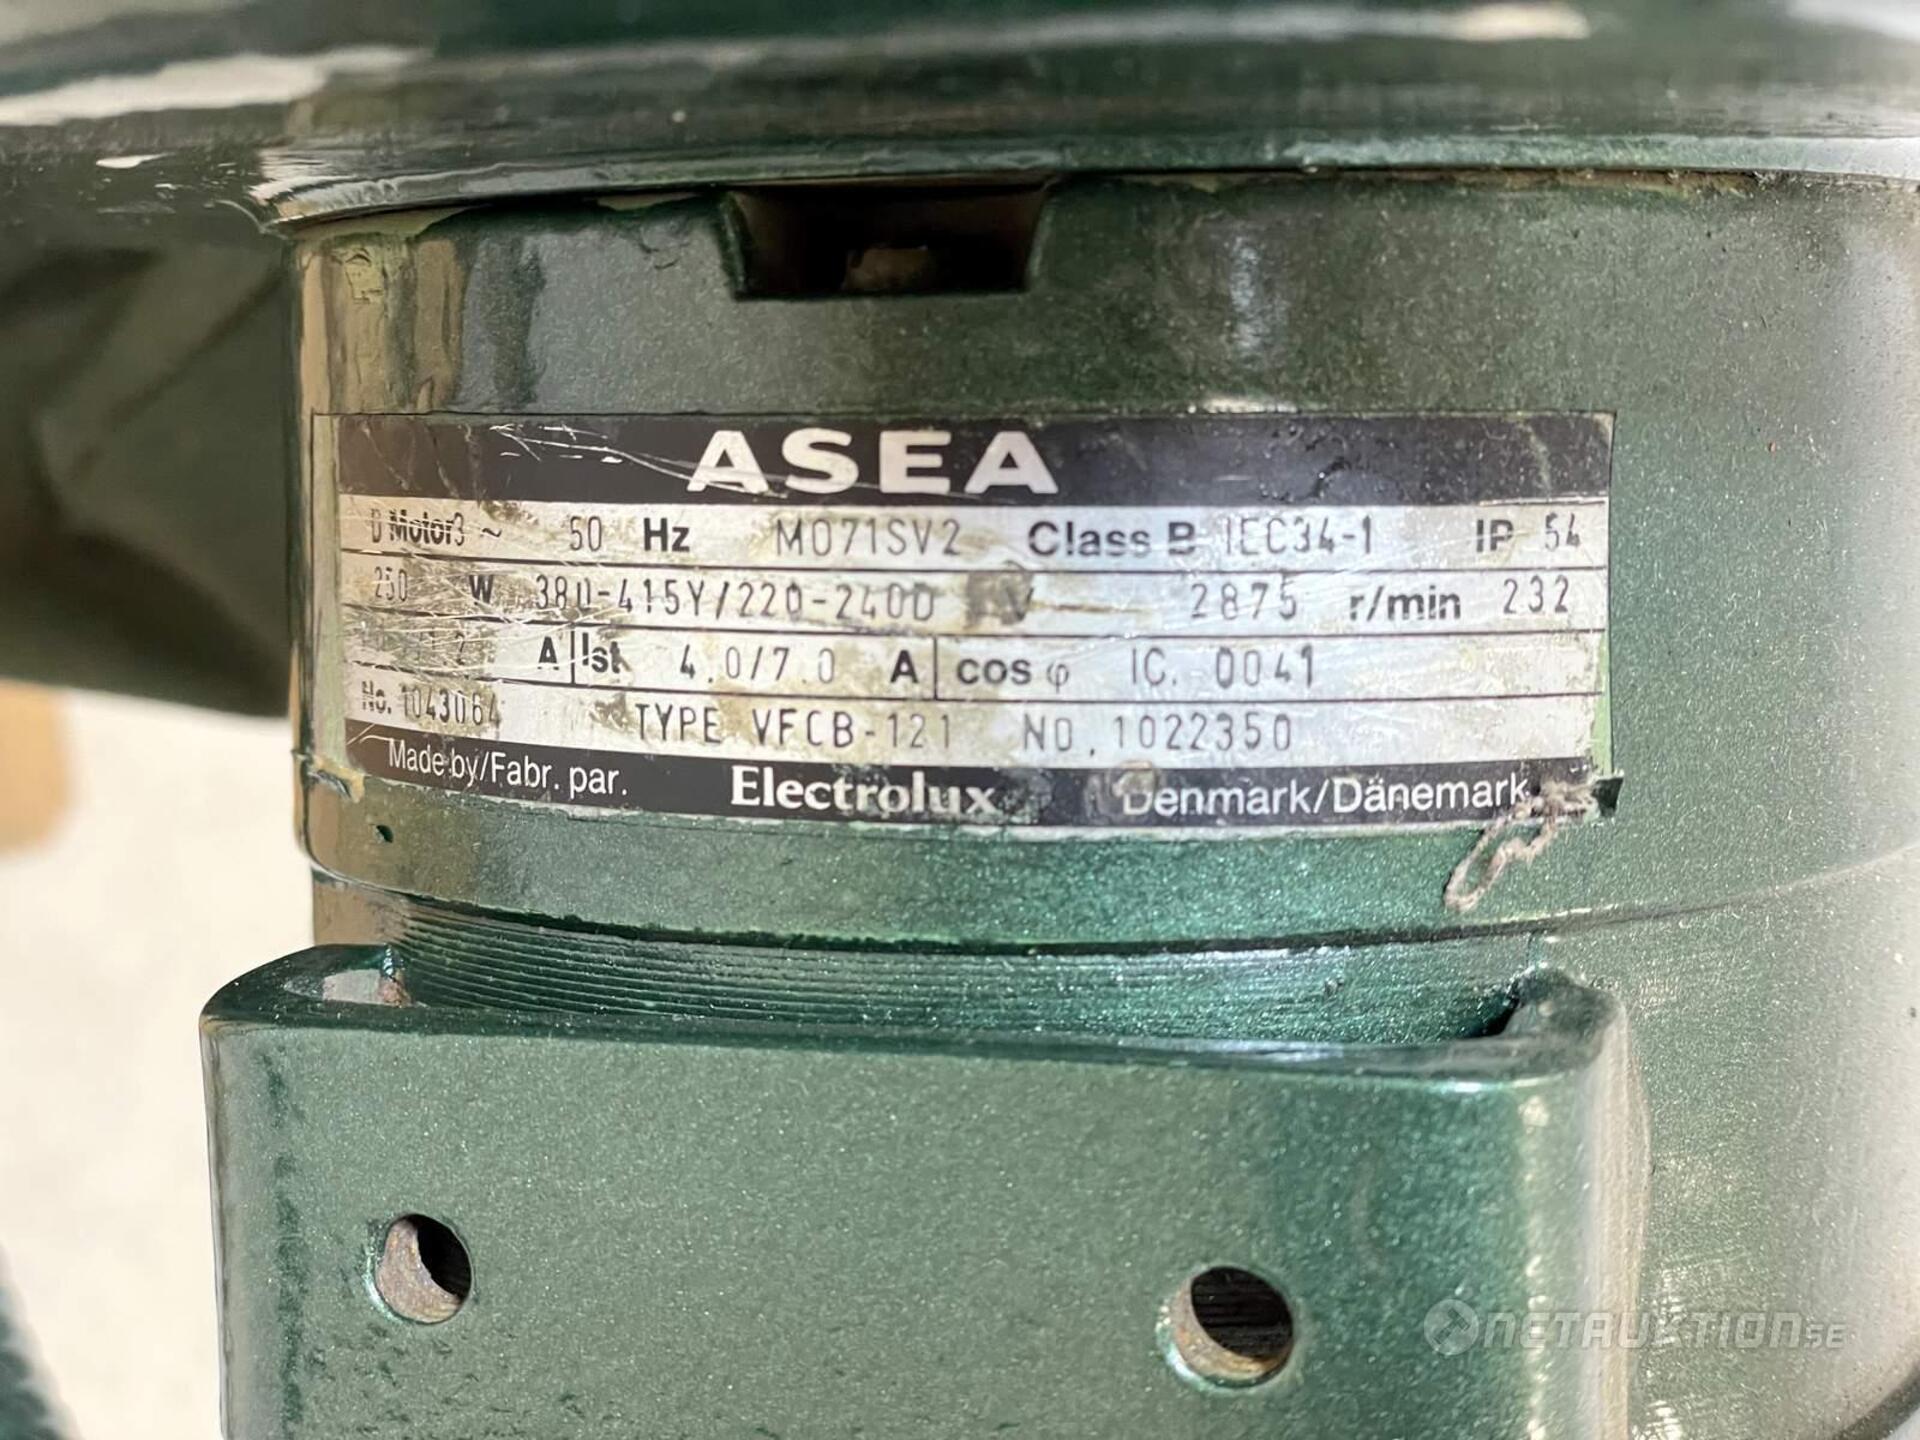 ASEA
D Motor3 ~ 50 Hz M071SV2 Class B IEC34-1 IP 54
250 W 380-415Y/220-240D V 2875 r/min 232
A Ist 4.0/7.0 A cos φ IC. 0041
No. 1043064 TYPE VFCB-121 NO. 1022350
Made by/Fabr. par. Electrolux Denmark/Dänemark
NETAUKTION SE